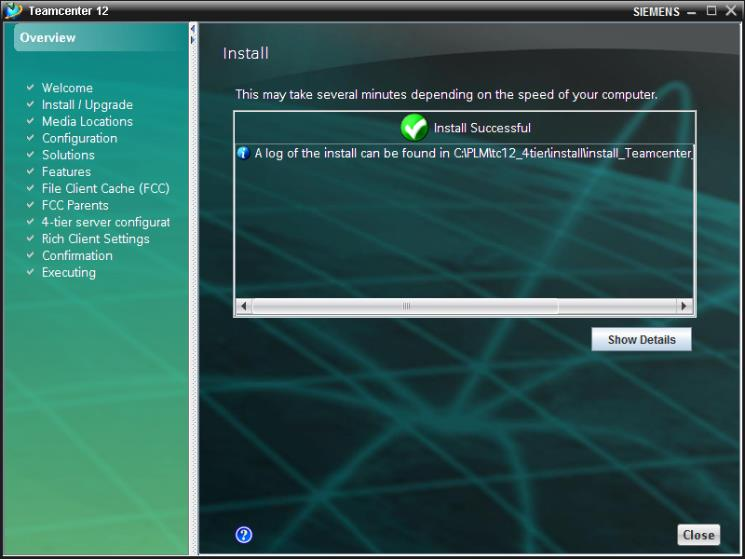 Teamcenter 12
SIEMENS
Overview
Welcome
Install / Upgrade
Media Locations
Configuration
Solutions
Features
File Client Cache (FCC)
FCC Parents
4-tier server configurat
Rich Client Settings
Confirmation
Executing
Install
This may take several minutes depending on the speed of your computer.
Install Successful
A log of the install can be found in C:\PLM\tc12_4tier\install\install_Teamcenter_
Show Details
Close